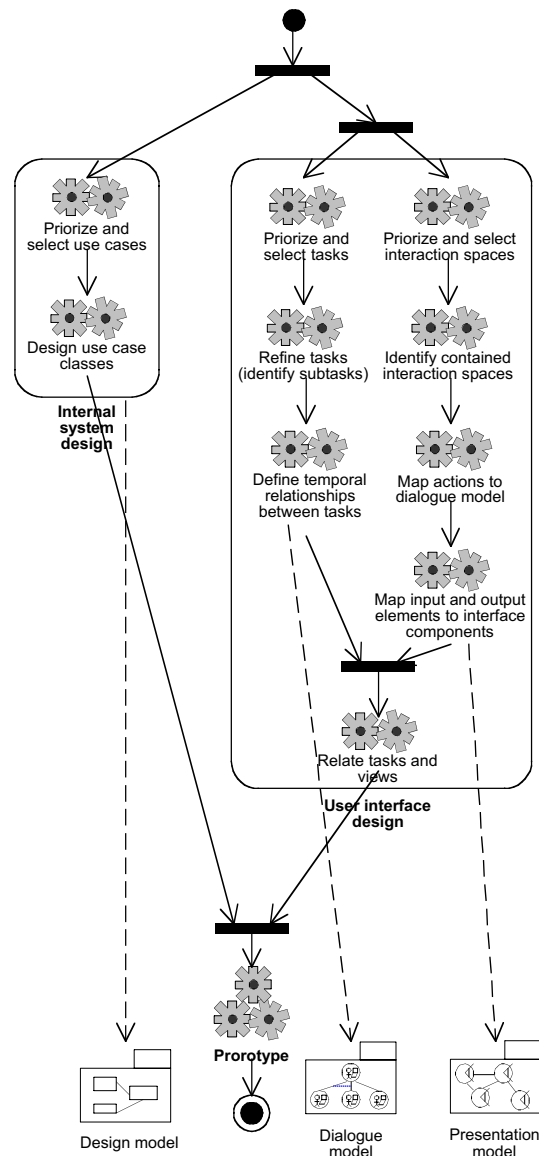 Priorize and
select use cases
Design use case
classes
Internal
system
design
Priorize and
select tasks
Refine tasks
(identify subtasks)
Define temporal
relationships
between tasks
Priorize and select
interaction spaces
Identify contained
interaction spaces
Map actions to
dialogue model
Map input and output
elements to interface
components
Relate tasks and
views
User interface
design
Prorotype
Design model
Dialogue
model
Presentation
model